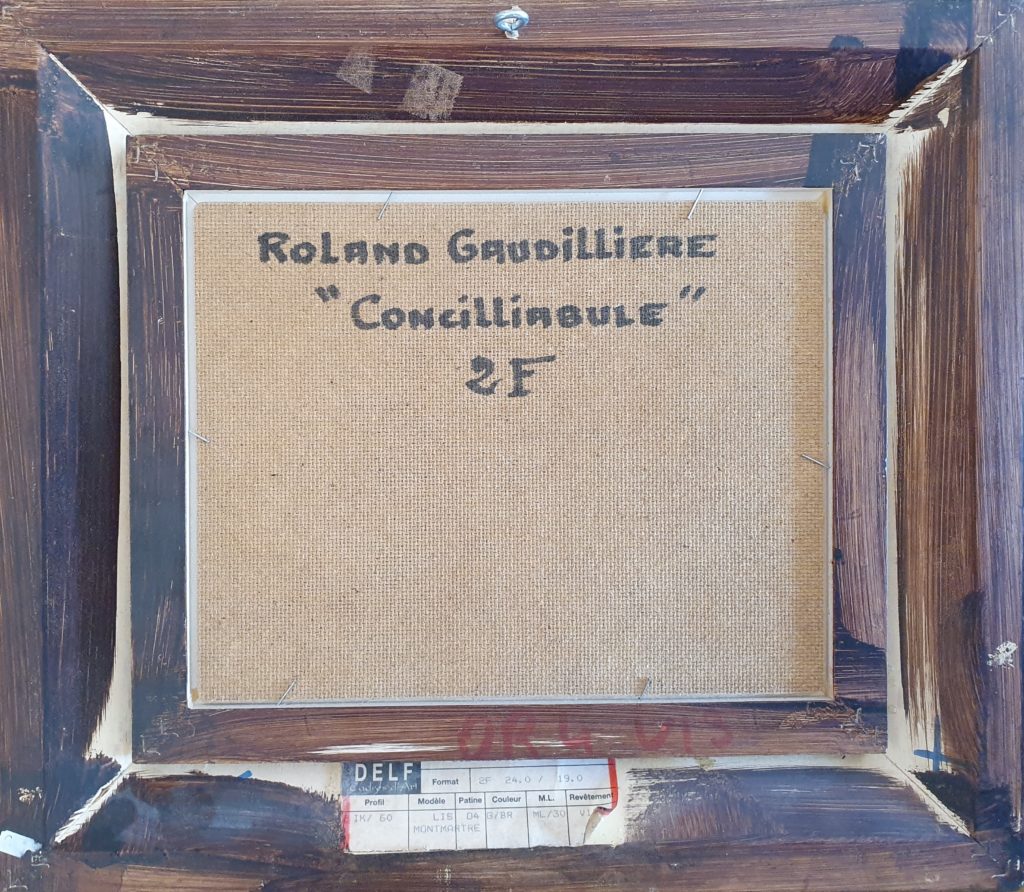 Roland Gaudilliere
"Concilliabule"
2F
DELF
Format 2F 24.0 / 19.0
Profil Modèle Patine Couleur M.L. Revêtement
IM/ 60 LIS 04 G/BR ML/30
MONTMARTRE